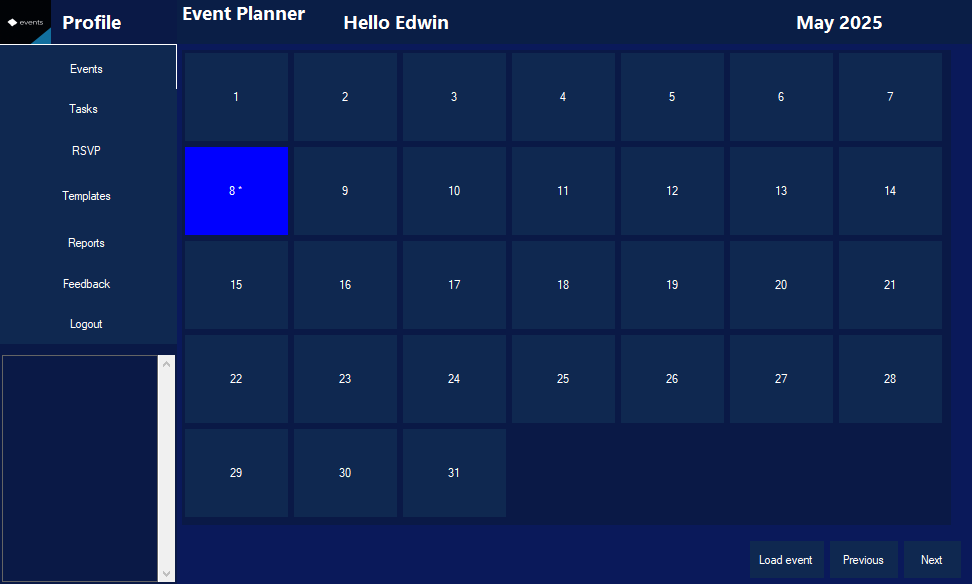 events
Profile
Event Planner
Hello Edwin
May 2025
Events
Tasks
RSVP
Templates
Reports
Feedback
Logout
1 2 3 4 5 6 7
8 * 9 10 11 12 13 14
15 16 17 18 19 20 21
22 23 24 25 26 27 28
29 30 31
Load event Previous Next